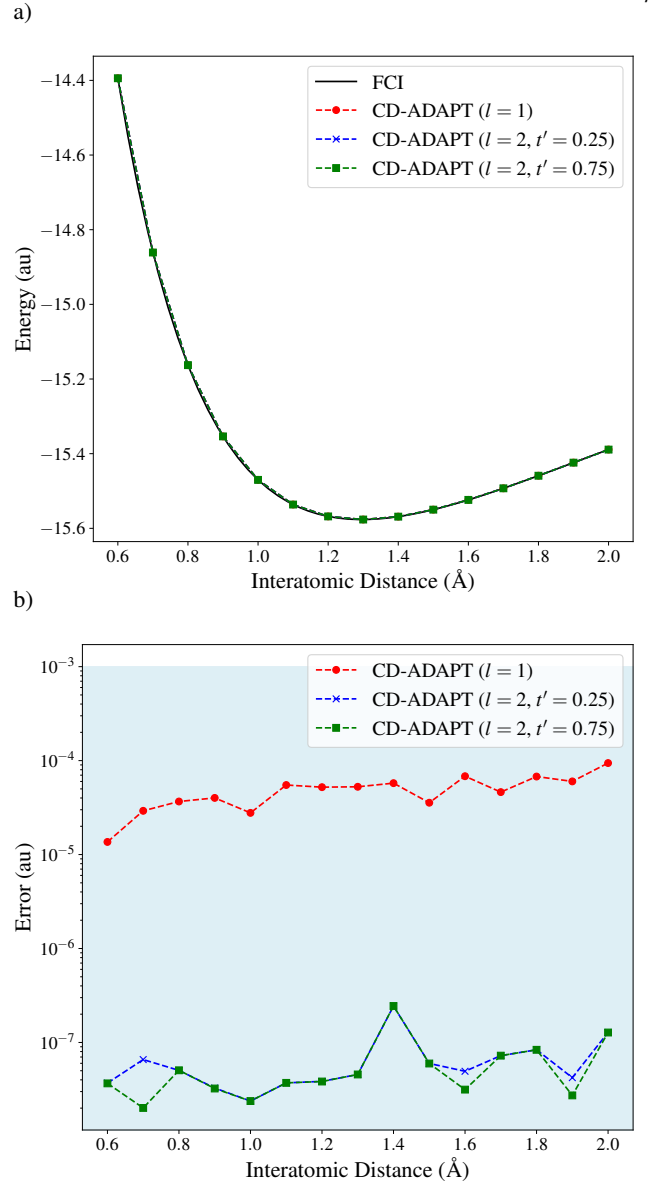 a)
−14.4
−14.6
−14.8
−15.0
−15.2
−15.4
−15.6
Energy (au)
FCI
CD-ADAPT (l = 1)
CD-ADAPT (l = 2, t′ = 0.25)
CD-ADAPT (l = 2, t′ = 0.75)
0.6 0.8 1.0 1.2 1.4 1.6 1.8 2.0
Interatomic Distance (Å)
b)
10⁻³
10⁻⁴
10⁻⁵
10⁻⁶
10⁻⁷
Error (au)
CD-ADAPT (l = 1)
CD-ADAPT (l = 2, t′ = 0.25)
CD-ADAPT (l = 2, t′ = 0.75)
0.6 0.8 1.0 1.2 1.4 1.6 1.8 2.0
Interatomic Distance (Å)